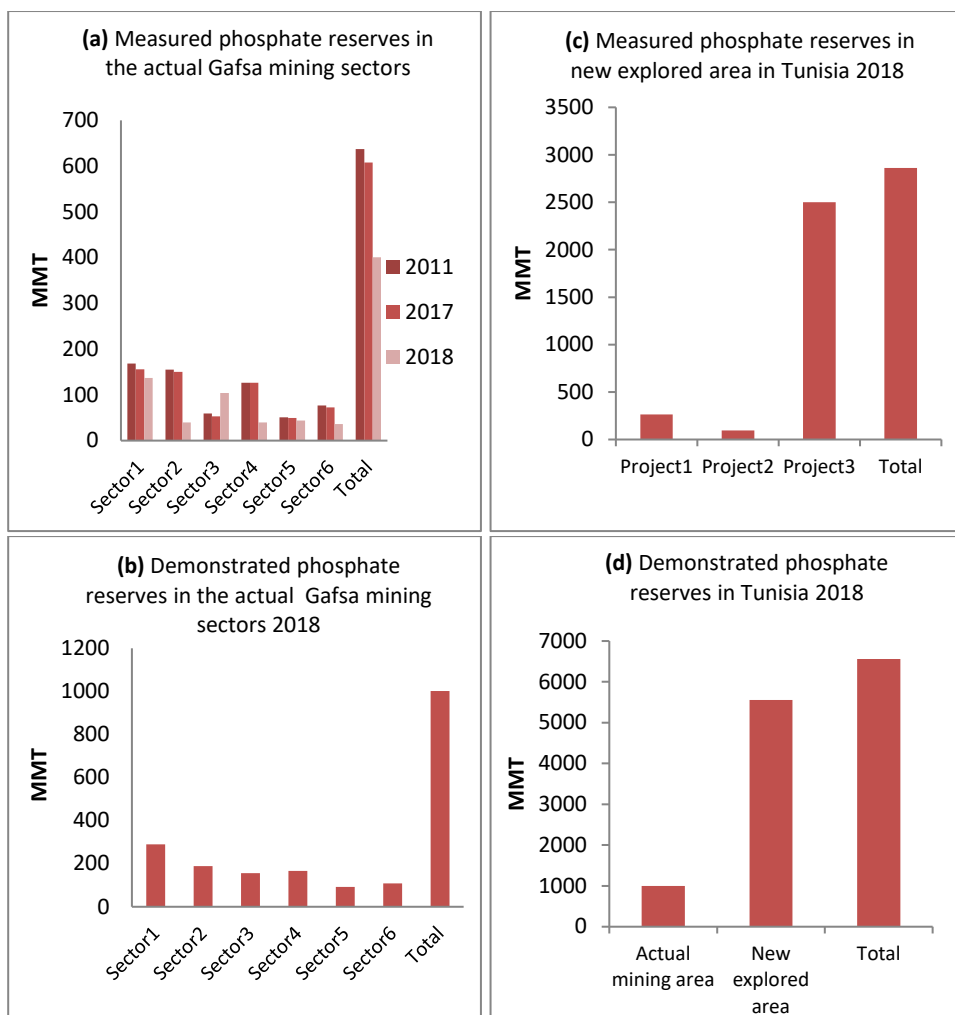 (a) Measured phosphate reserves in
the actual Gafsa mining sectors
700
600
500
400
300
200
100
0
MMT
2011
2017
2018
Sector1
Sector2
Sector3
Sector4
Sector5
Sector6
Total
(c) Measured phosphate reserves in
new explored area in Tunisia 2018
3500
3000
2500
2000
1500
1000
500
0
MMT
Project1 Project2 Project3 Total
(b) Demonstrated phosphate
reserves in the actual Gafsa mining
sectors 2018
1200
1000
800
600
400
200
0
MMT
Sector1
Sector2
Sector3
Sector4
Sector5
Sector6
Total
(d) Demonstrated phosphate
reserves in Tunisia 2018
7000
6000
5000
4000
3000
2000
1000
0
MMT
Actual
mining area
New
explored
area
Total